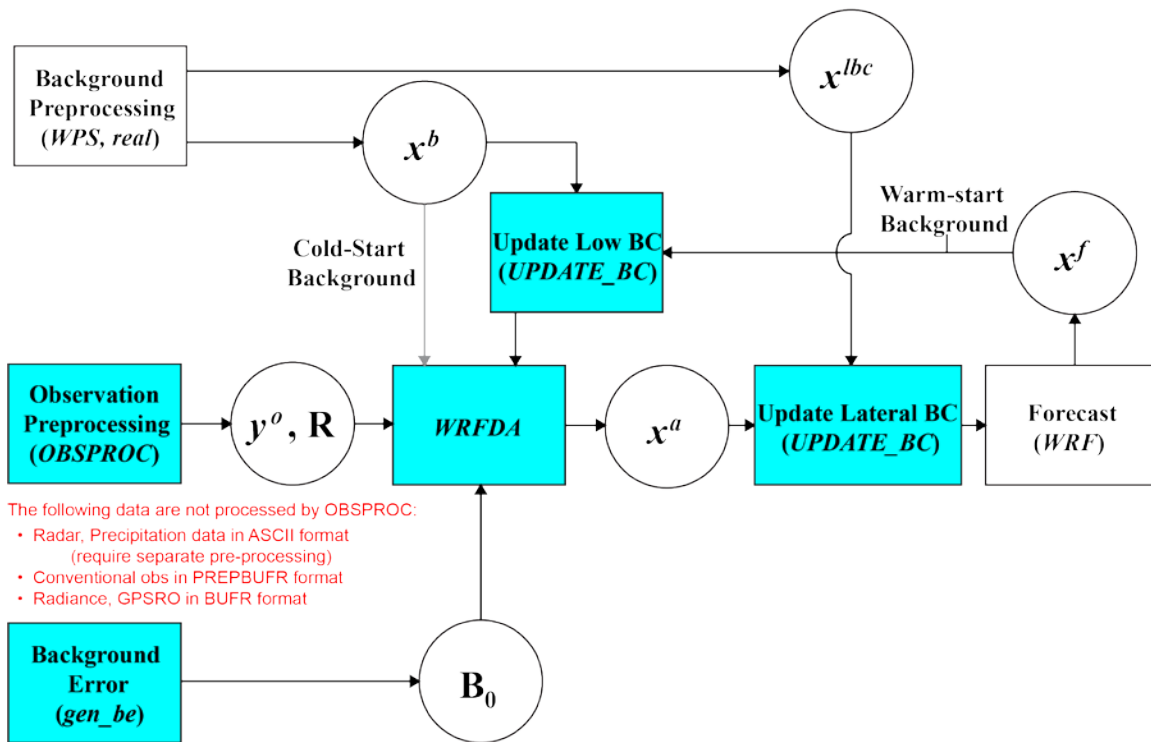 Background
Preprocessing
(WPS, real)
x^lbc
x^b
Warm-start
Background
Cold-Start
Background
Update Low BC
(UPDATE_BC)
x^f
Observation
Preprocessing
(OBSPROC)
y^o, R
WRFDA
x^a
Update Lateral BC
(UPDATE_BC)
Forecast
(WRF)
The following data are not processed by OBSPROC:
• Radar, Precipitation data in ASCII format
(require separate pre-processing)
• Conventional obs in PREPBUFR format
• Radiance, GPSRO in BUFR format
Background
Error
(gen_be)
B₀